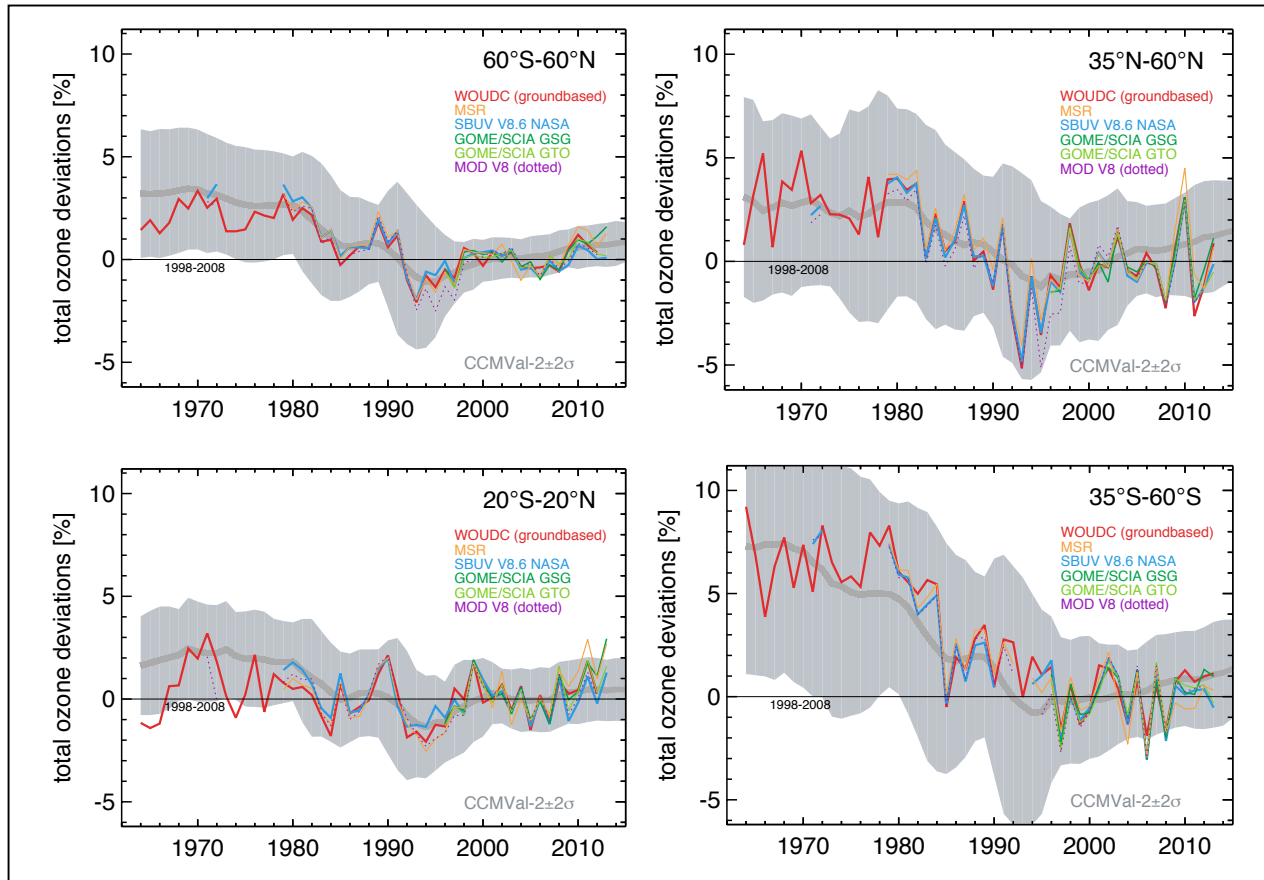 60°S-60°N
WOUDC (groundbased)
MSR
SBUV V8.6 NASA
GOME/SCIA GSG
GOME/SCIA GTO
MOD V8 (dotted)
total ozone deviations [%]
10
5
0
-5
1998-2008
CCMVal-2±2σ
1970
1980
1990
2000
2010
35°N-60°N
WOUDC (groundbased)
MSR
SBUV V8.6 NASA
GOME/SCIA GSG
GOME/SCIA GTO
MOD V8 (dotted)
total ozone deviations [%]
10
5
0
-5
1998-2008
CCMVal-2±2σ
1970
1980
1990
2000
2010
20°S-20°N
WOUDC (groundbased)
MSR
SBUV V8.6 NASA
GOME/SCIA GSG
GOME/SCIA GTO
MOD V8 (dotted)
total ozone deviations [%]
10
5
0
-5
1998-2008
CCMVal-2±2σ
1970
1980
1990
2000
2010
35°S-60°S
WOUDC (groundbased)
MSR
SBUV V8.6 NASA
GOME/SCIA GSG
GOME/SCIA GTO
MOD V8 (dotted)
total ozone deviations [%]
10
5
0
-5
1998-2008
CCMVal-2±2σ
1970
1980
1990
2000
2010